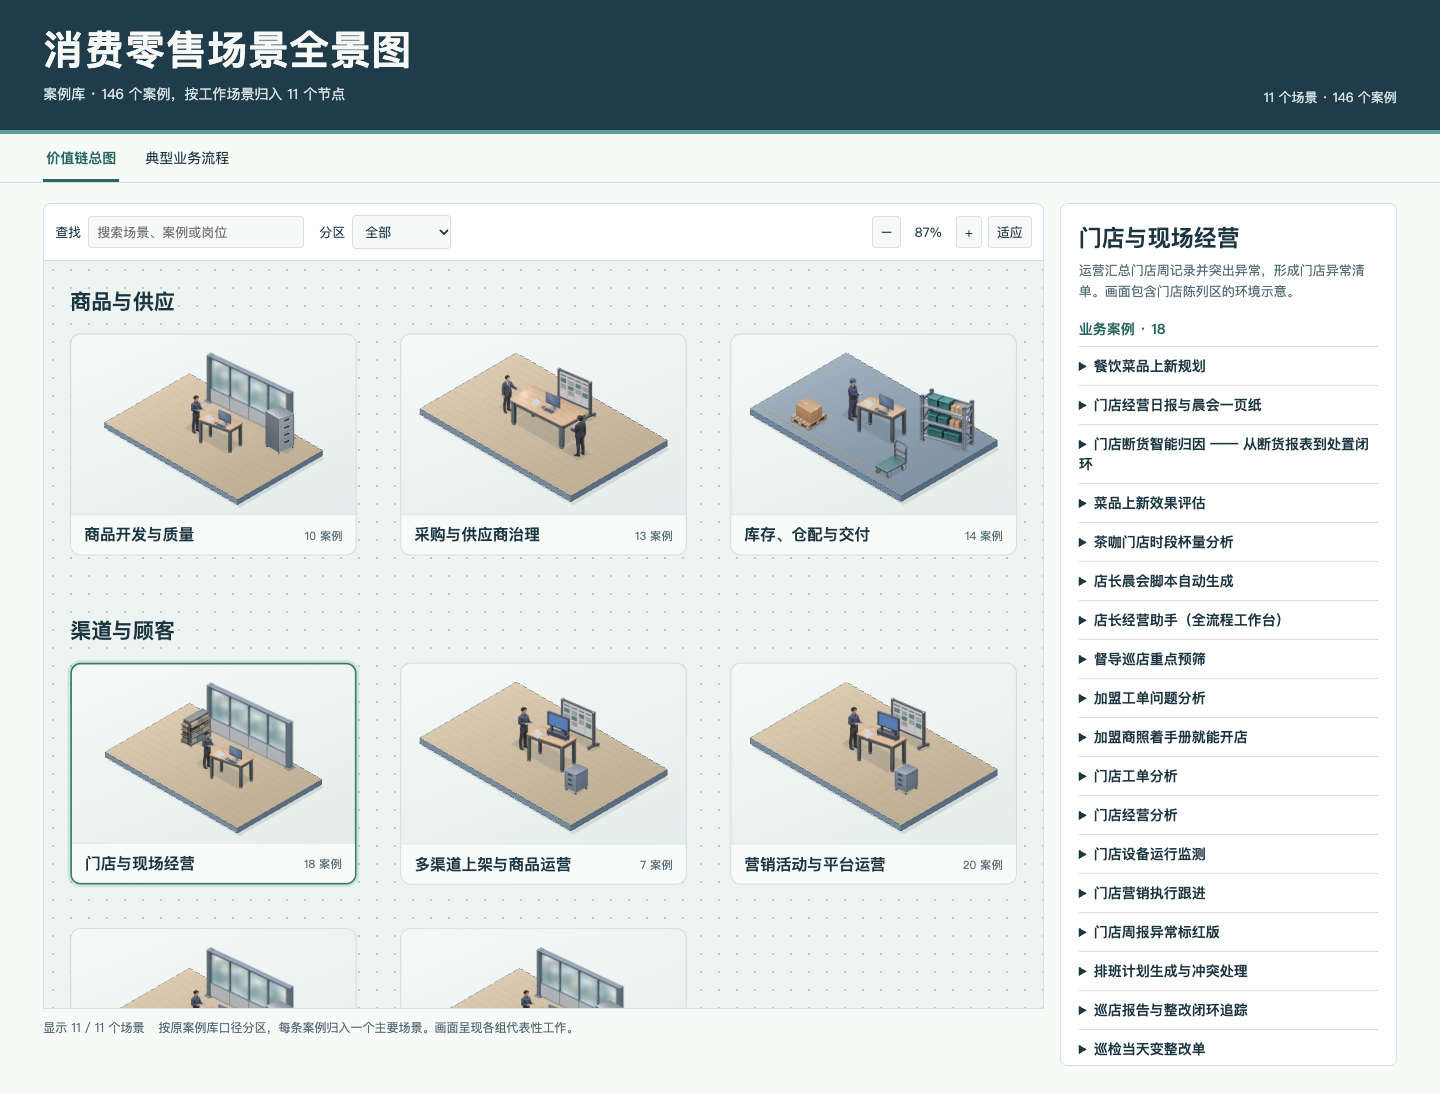 消费零售场景全景图
案例库 · 146 个案例，按工作场景归入 11 个节点
11 个场景 · 146 个案例
价值链总图
典型业务流程
查找
搜索场景、案例或岗位
分区
全部
—
87%
+
适应
商品与供应
商品开发与质量
10 案例
采购与供应商治理
13 案例
库存、仓配与交付
14 案例
渠道与顾客
门店与现场经营
18 案例
多渠道上架与商品运营
7 案例
营销活动与平台运营
20 案例
显示 11 / 11 个场景
按原案例库口径分区，每条案例归入一个主要场景。画面呈现各组代表性工作。
门店与现场经营
运营汇总门店周记录并突出异常，形成门店异常清
单。画面包含门店陈列区的环境示意。
业务案例 · 18
餐饮菜品上新规划
门店经营日报与晨会一页纸
门店断货智能归因 —— 从断货报表到处置闭
环
菜品上新效果评估
茶咖门店时段杯量分析
店长晨会脚本自动生成
店长经营助手（全流程工作台）
督导巡店重点预筛
加盟工单问题分析
加盟商照着手册就能开店
门店工单分析
门店经营分析
门店设备运行监测
门店营销执行跟进
门店周报异常标红版
排班计划生成与冲突处理
巡店报告与整改闭环追踪
巡检当天变整改单